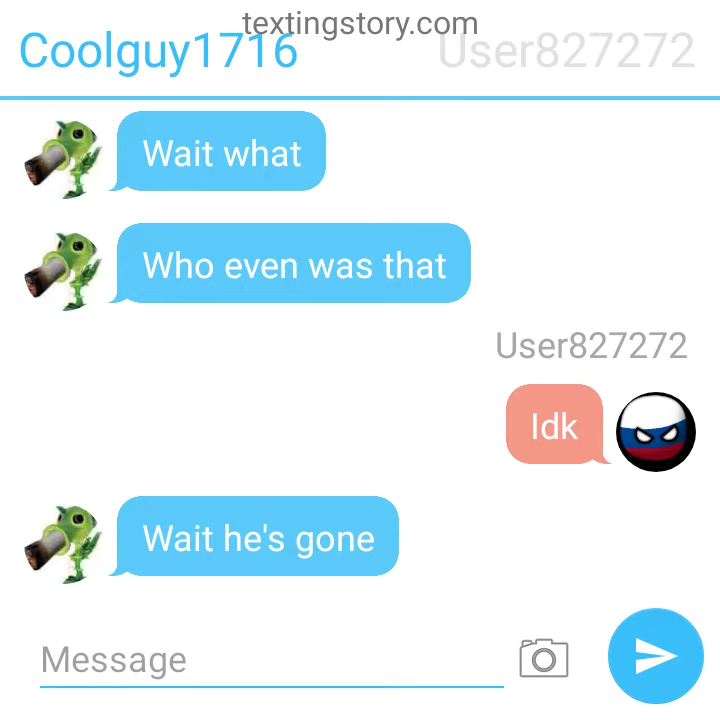 textingstory.com
Coolguy1716
User827272
Wait what
Who even was that
User827272
Idk
Wait he's gone
Message